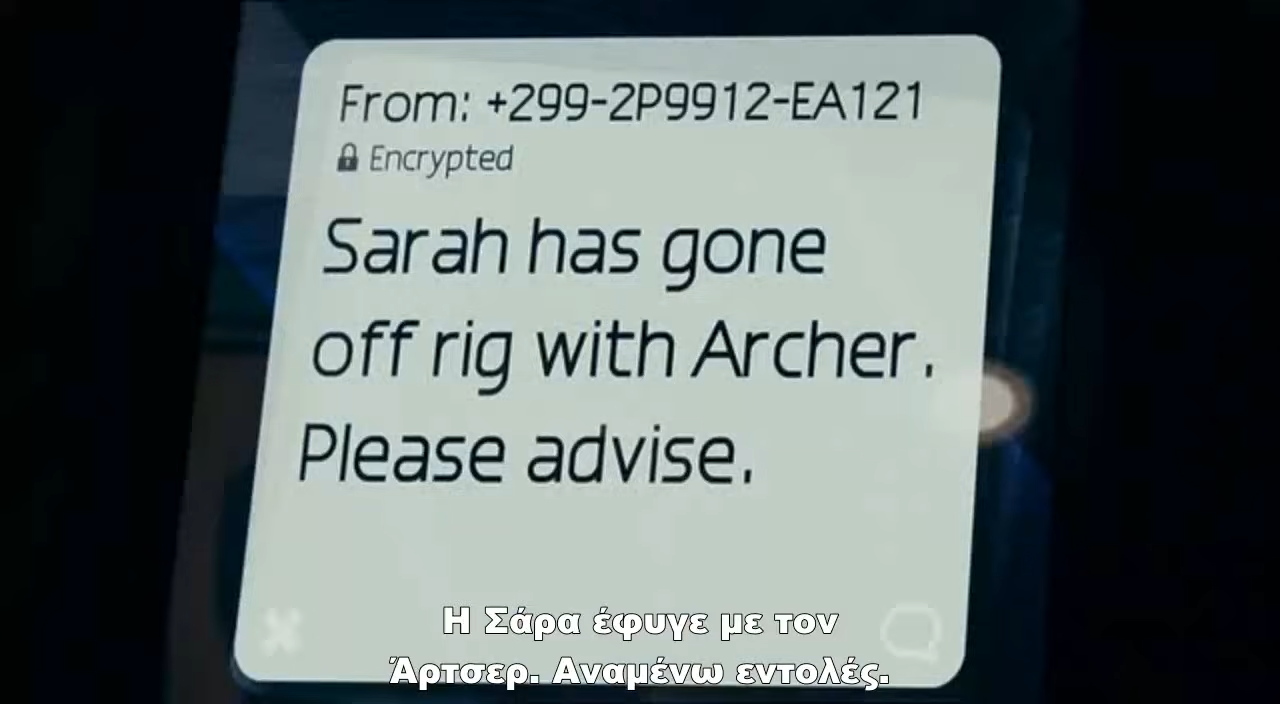 From: +299-2P9912-EA121
Encrypted
Sarah has gone
off rig with Archer.
Please advise.
Η Σάρα έφυγε με τον
Άρτσερ. Αναμένω εντολές.